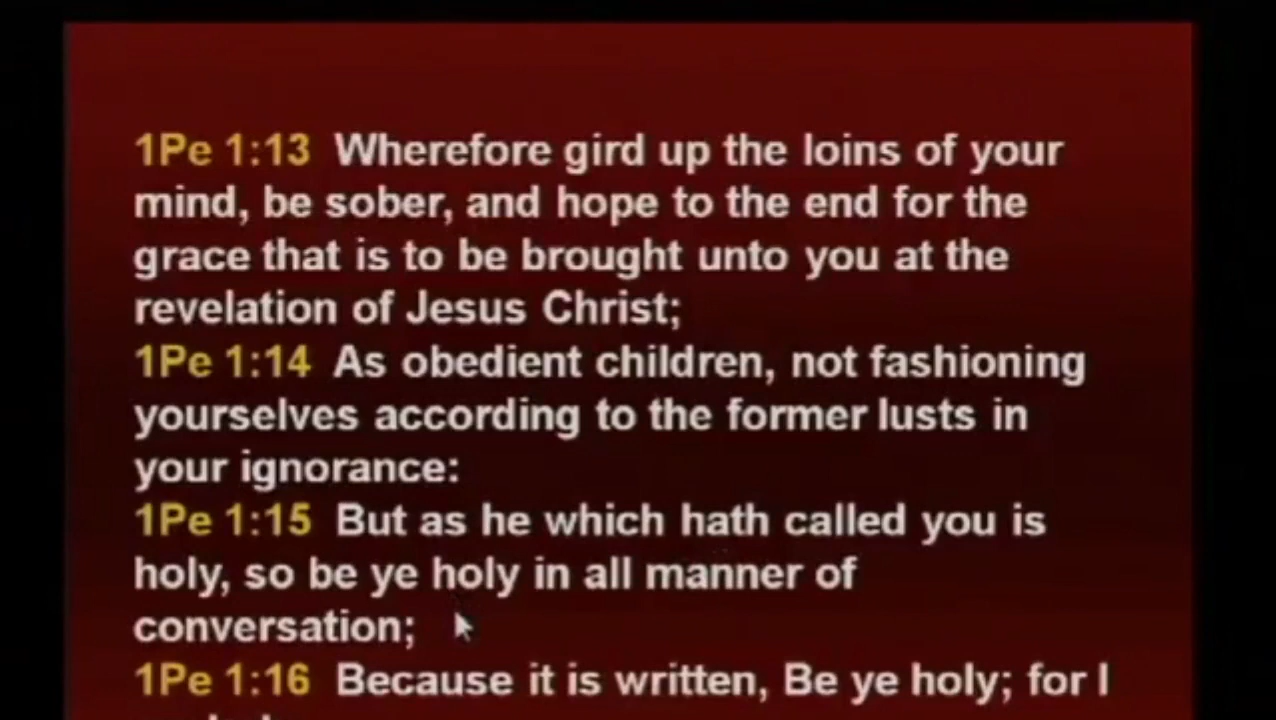 1Pe 1:13 Wherefore gird up the loins of your
mind, be sober, and hope to the end for the
grace that is to be brought unto you at the
revelation of Jesus Christ;
1Pe 1:14 As obedient children, not fashioning
yourselves according to the former lusts in
your ignorance:
1Pe 1:15 But as he which hath called you is
holy, so be ye holy in all manner of
conversation;
1Pe 1:16 Because it is written, Be ye holy; for I